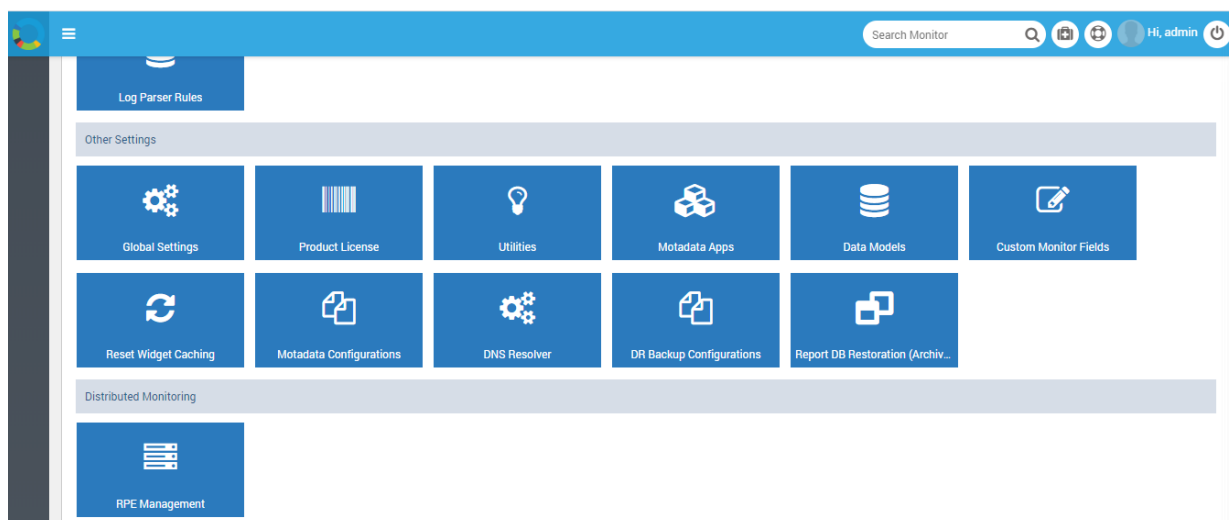 Search Monitor
Hi, admin
Log Parser Rules
Other Settings
Global Settings
Product License
Utilities
Motadata Apps
Data Models
Custom Monitor Fields
Reset Widget Caching
Motadata Configurations
DNS Resolver
DR Backup Configurations
Report DB Restoration (Archiv...
Distributed Monitoring
RPE Management